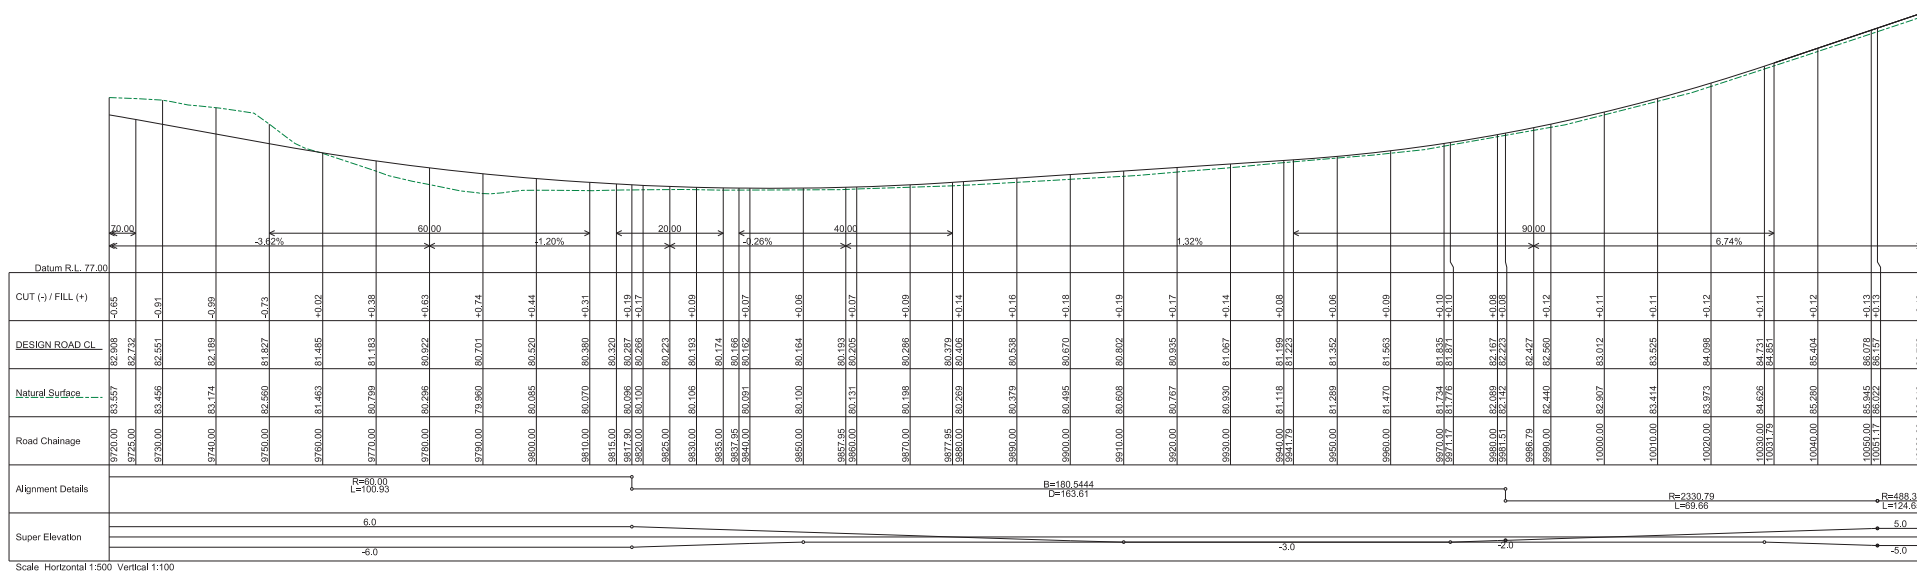 70.00 60.00 20.00 40.00 90.00
-3.62% -1.20% -0.26% 1.32% 6.74%
Datum R.L. 77.00
CUT (-) / FILL (+) -0.65 -0.91 -0.99 -0.73 +0.02 +0.38 +0.63 +0.74 +0.44 +0.31 +0.19 +0.17 +0.09 +0.07 +0.06 +0.07 +0.09 +0.14 +0.16 +0.18 +0.19 +0.17 +0.14 +0.08 +0.06 +0.09 +0.10 +0.10 +0.08 +0.08 +0.12 +0.11 +0.11 +0.12 +0.11 +0.12 +0.13 +0.13
DESIGN ROAD CL 82.908 82.732 82.551 82.189 81.827 81.485 81.183 80.922 80.701 80.520 80.380 80.320 80.287 80.266 80.223 80.193 80.174 80.166 80.162 80.164 80.193 80.205 80.286 80.379 80.406 80.538 80.670 80.802 80.935 81.067 81.199 81.223 81.352 81.563 81.835 81.871 82.167 82.223 82.427 82.560 83.012 83.525 84.098 84.731 84.851 85.404 86.078 86.157
Natural Surface 83.557 83.456 83.174 82.560 81.463 80.799 80.296 79.960 80.085 80.070 80.096 80.100 80.106 80.091 80.100 80.131 80.198 80.269 80.379 80.495 80.608 80.767 80.930 81.118 81.289 81.470 81.734 81.776 82.089 82.142 82.440 82.907 83.414 83.973 84.626 85.280 85.945 86.022
Road Chainage 9720.00 9725.00 9730.00 9740.00 9750.00 9760.00 9770.00 9780.00 9790.00 9800.00 9810.00 9815.00 9817.90 9820.00 9825.00 9830.00 9835.00 9837.95 9840.00 9850.00 9857.95 9860.00 9870.00 9877.95 9880.00 9890.00 9900.00 9910.00 9920.00 9930.00 9940.00 9941.79 9950.00 9960.00 9970.00 9971.17 9980.00 9981.51 9986.79 9990.00 10000.00 10010.00 10020.00 10030.00 10031.79 10040.00 10050.00 10051.17
Alignment Details
R=60.00
L=100.93
B=180.5444
D=163.61
R=2330.79
L=69.66
R=488.3
L=124.6
Super Elevation
6.0
-6.0
-3.0
-2.0
5.0
-5.0
Scale Horizontal 1:500 Vertical 1:100